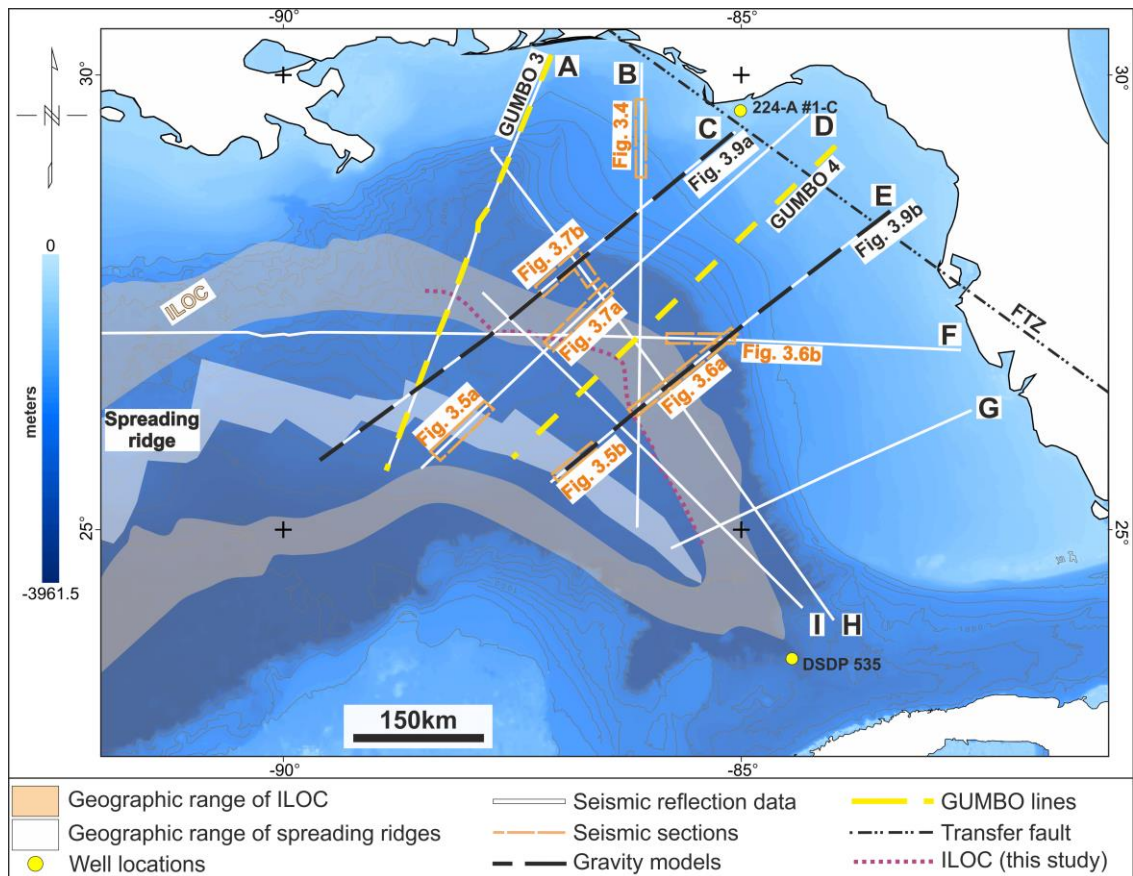 -90°
-85°
30°
30°
N
GUMBO 3
A
B
Fig. 3.4
224-A #1-C
C
D
Fig. 3.9a
GUMBO 4
E
Fig. 3.9b
0
meters
-3961.5
Fig. 3.7b
ILOC
Fig. 3.7a
FTZ
F
Fig. 3.6b
Fig. 3.6a
Spreading
ridge
Fig. 3.5a
G
Fig. 3.5b
25°
25°
I
H
DSDP 535
150km
-90°
-85°
Geographic range of ILOC
Seismic reflection data
GUMBO lines
Geographic range of spreading ridges
Seismic sections
Transfer fault
Well locations
Gravity models
ILOC (this study)